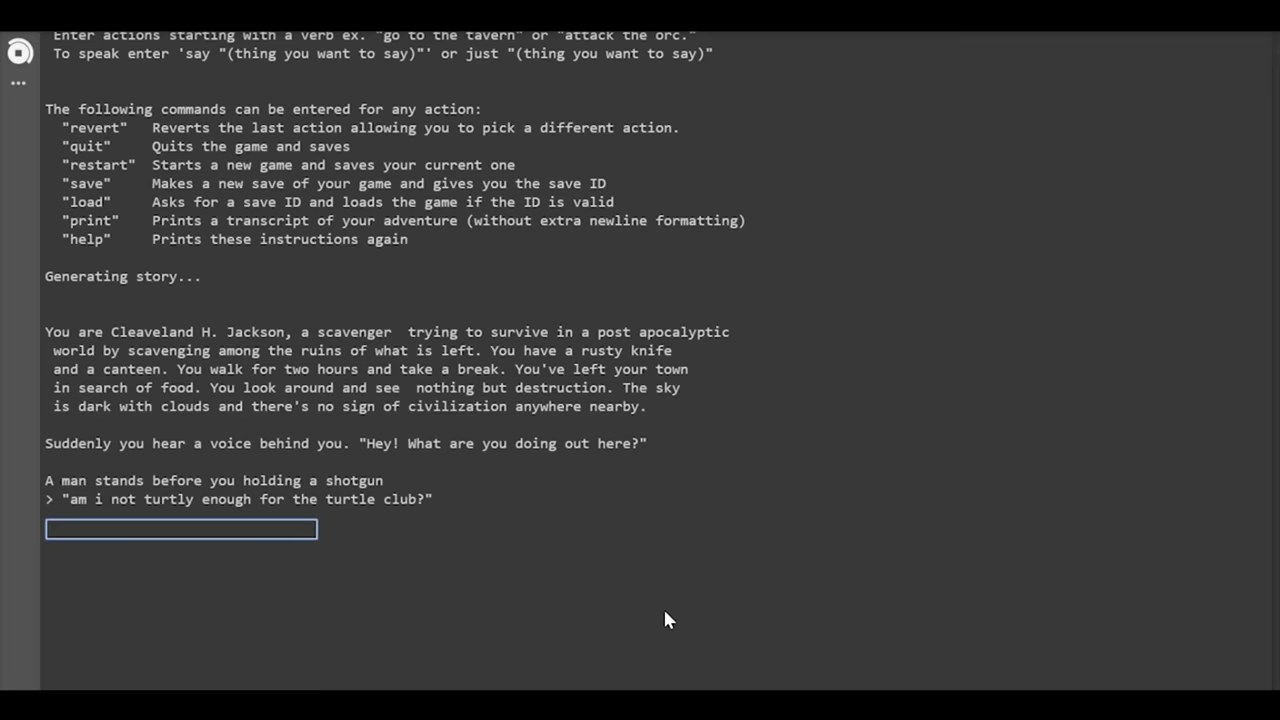 Enter actions starting with a verb ex. "go to the tavern" or "attack the orc."
To speak enter 'say "(thing you want to say)"' or just "(thing you want to say)"
The following commands can be entered for any action:
"revert" Reverts the last action allowing you to pick a different action.
"quit" Quits the game and saves
"restart" Starts a new game and saves your current one
"save" Makes a new save of your game and gives you the save ID
"load" Asks for a save ID and loads the game if the ID is valid
"print" Prints a transcript of your adventure (without extra newline formatting)
"help" Prints these instructions again
Generating story...
You are Cleaveland H. Jackson, a scavenger  trying to survive in a post apocalyptic
world by scavenging among the ruins of what is left. You have a rusty knife
and a canteen. You walk for two hours and take a break. You've left your town
in search of food. You look around and see  nothing but destruction. The sky
is dark with clouds and there's no sign of civilization anywhere nearby.
Suddenly you hear a voice behind you. "Hey! What are you doing out here?"
A man stands before you holding a shotgun
> "am i not turtly enough for the turtle club?"